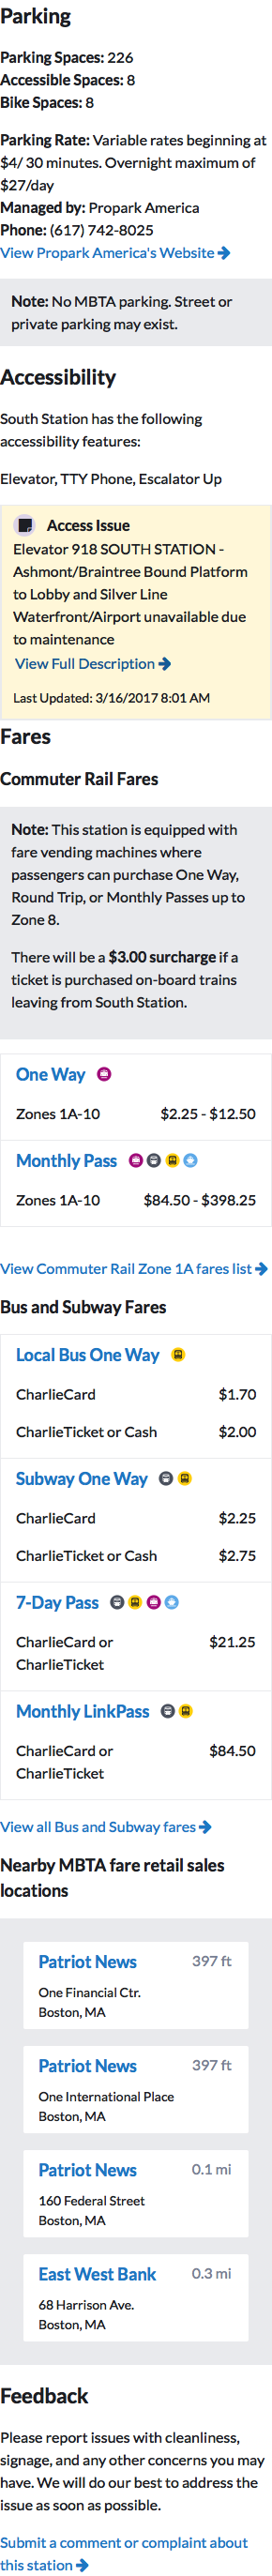 Parking
Parking Spaces: 226
Accessible Spaces: 8
Bike Spaces: 8
Parking Rate: Variable rates beginning at
$4/ 30 minutes. Overnight maximum of
$27/day
Managed by: Propark America
Phone: (617) 742-8025
View Propark America's Website
Note: No MBTA parking. Street or
private parking may exist.
Accessibility
South Station has the following
accessibility features:
Elevator, TTY Phone, Escalator Up
Access Issue
Elevator 918 SOUTH STATION -
Ashmont/Braintree Bound Platform
to Lobby and Silver Line
Waterfront/Airport unavailable due
to maintenance
View Full Description
Last Updated: 3/16/2017 8:01 AM
Fares
Commuter Rail Fares
Note: This station is equipped with
fare vending machines where
passengers can purchase One Way,
Round Trip, or Monthly Passes up to
Zone 8.
There will be a $3.00 surcharge if a
ticket is purchased on-board trains
leaving from South Station.
One Way
Zones 1A-10 $2.25 - $12.50
Monthly Pass
Zones 1A-10 $84.50 - $398.25
View Commuter Rail Zone 1A fares list
Bus and Subway Fares
Local Bus One Way
CharlieCard $1.70
CharlieTicket or Cash $2.00
Subway One Way
CharlieCard $2.25
CharlieTicket or Cash $2.75
7-Day Pass
CharlieCard or $21.25
CharlieTicket
Monthly LinkPass
CharlieCard or $84.50
CharlieTicket
View all Bus and Subway fares
Nearby MBTA fare retail sales
locations
Patriot News 397 ft
One Financial Ctr.
Boston, MA
Patriot News 397 ft
One International Place
Boston, MA
Patriot News 0.1 mi
160 Federal Street
Boston, MA
East West Bank 0.3 mi
68 Harrison Ave.
Boston, MA
Feedback
Please report issues with cleanliness,
signage, and any other concerns you may
have. We will do our best to address the
issue as soon as possible.
Submit a comment or complaint about
this station